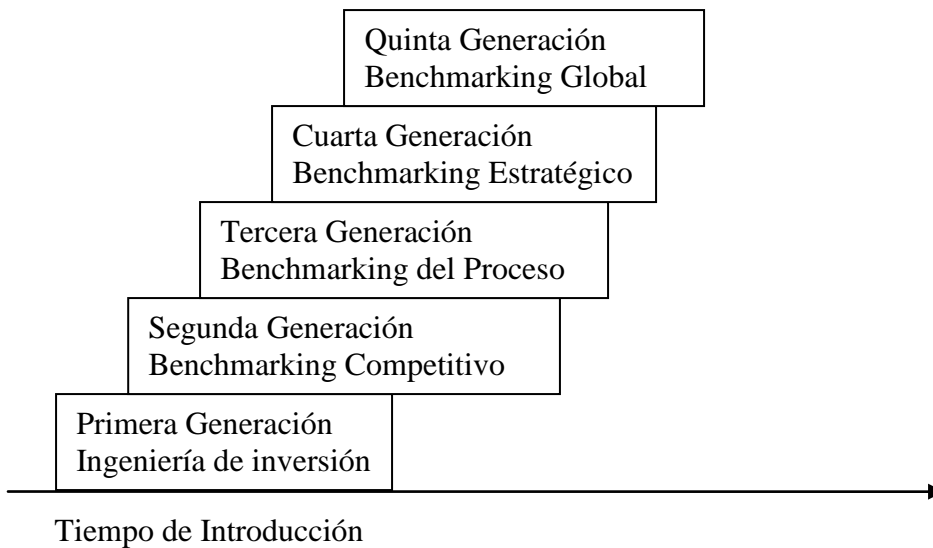 Quinta Generación
Benchmarking Global
Cuarta Generación
Benchmarking Estratégico
Tercera Generación
Benchmarking del Proceso
Segunda Generación
Benchmarking Competitivo
Primera Generación
Ingeniería de inversión
Tiempo de Introducción